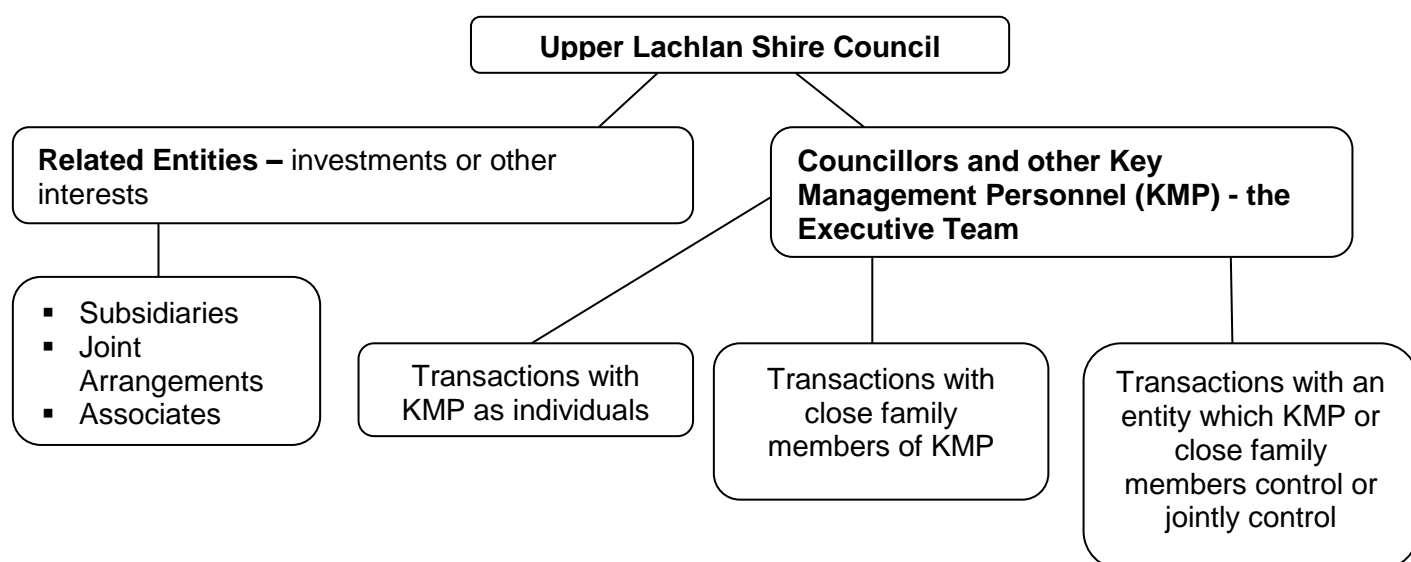 Upper Lachlan Shire Council
Related Entities – investments or other
interests
Councillors and other Key
Management Personnel (KMP) - the
Executive Team
▪ Subsidiaries
▪ Joint
Arrangements
▪ Associates
Transactions with
KMP as individuals
Transactions with
close family
members of KMP
Transactions with an
entity which KMP or
close family
members control or
jointly control